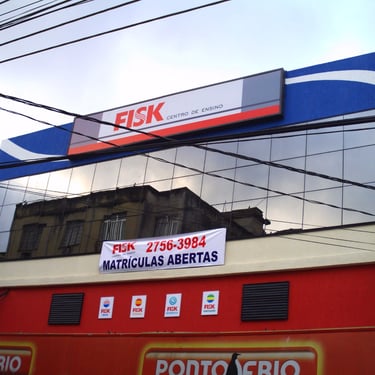 FISK CENTRO DE ENSINO
FISK 2756-3984
MATRÍCULAS ABERTAS
FISK FISK FISK FISK
RIO PONTO FRIO